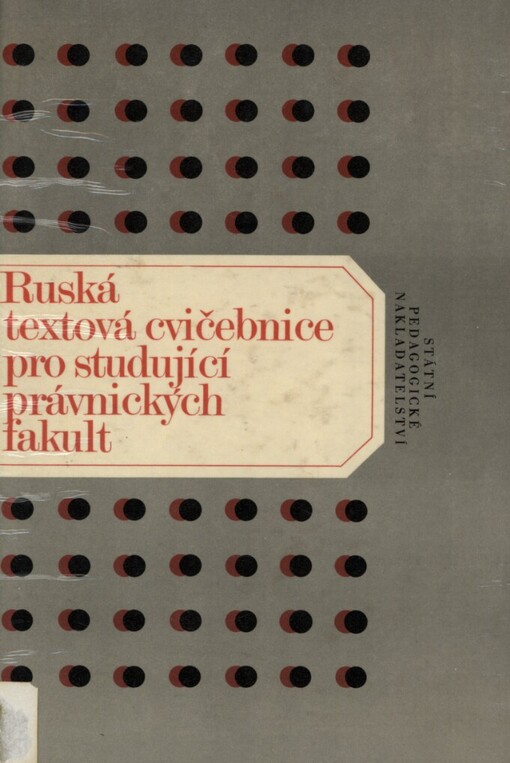 Ruská
textová cvičebnice
pro studující
právnických
fakult
STÁTNÍ
PEDAGOGICKÉ
NAKLADATELSTVÍ